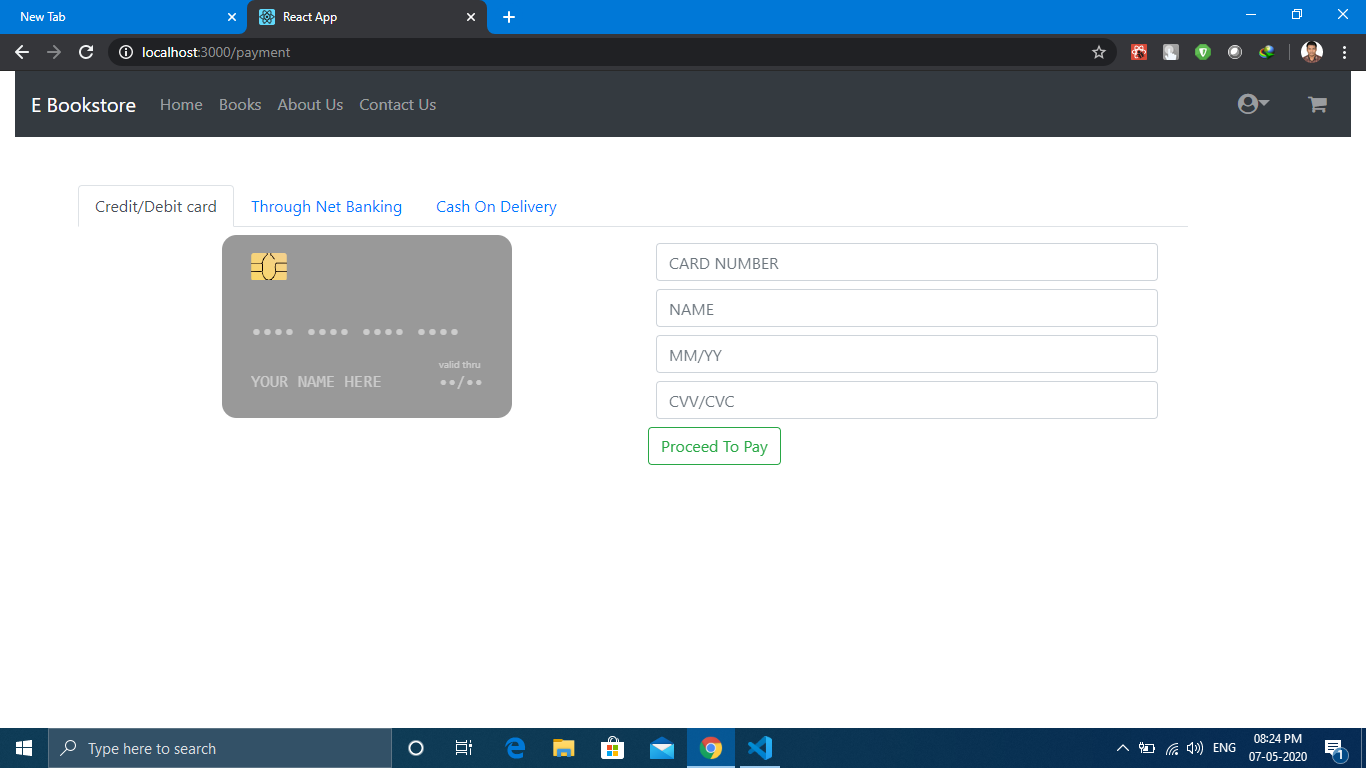 New Tab
React App
localhost:3000/payment
E Bookstore Home Books About Us Contact Us
Credit/Debit card Through Net Banking Cash On Delivery
•••• •••• •••• ••••
valid thru
YOUR NAME HERE ••/••
CARD NUMBER
NAME
MM/YY
CVV/CVC
Proceed To Pay
Type here to search
ENG
08:24 PM
07-05-2020
1